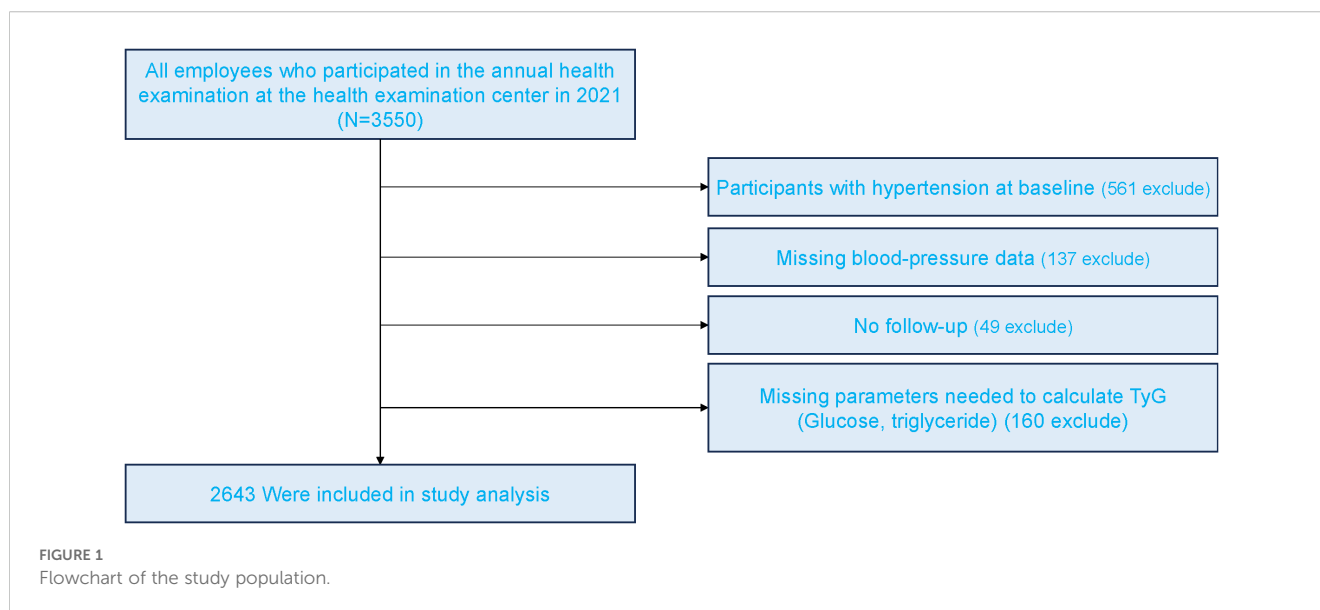 All employees who participated in the annual health
examination at the health examination center in 2021
(N=3550)
Participants with hypertension at baseline (561 exclude)
Missing blood-pressure data (137 exclude)
No follow-up (49 exclude)
Missing parameters needed to calculate TyG
(Glucose, triglyceride) (160 exclude)
2643 Were included in study analysis
FIGURE 1
Flowchart of the study population.